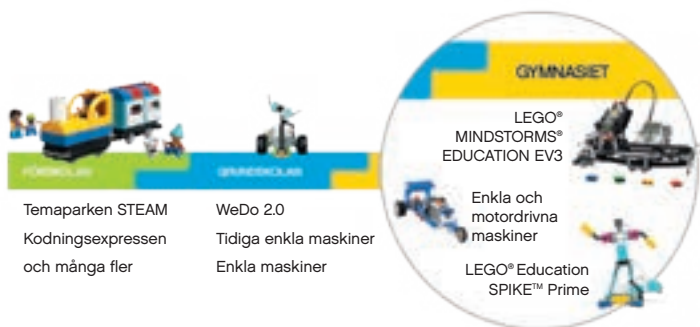 FÖRSKOLAN
GRUNDSKOLAN
GYMNASIET
Temaparken STEAM
Kodningsexpressen
och många fler
WeDo 2.0
Tidiga enkla maskiner
Enkla maskiner
LEGO®
MINDSTORMS®
EDUCATION EV3
Enkla och
motordrivna
maskiner
LEGO® Education
SPIKE™ Prime